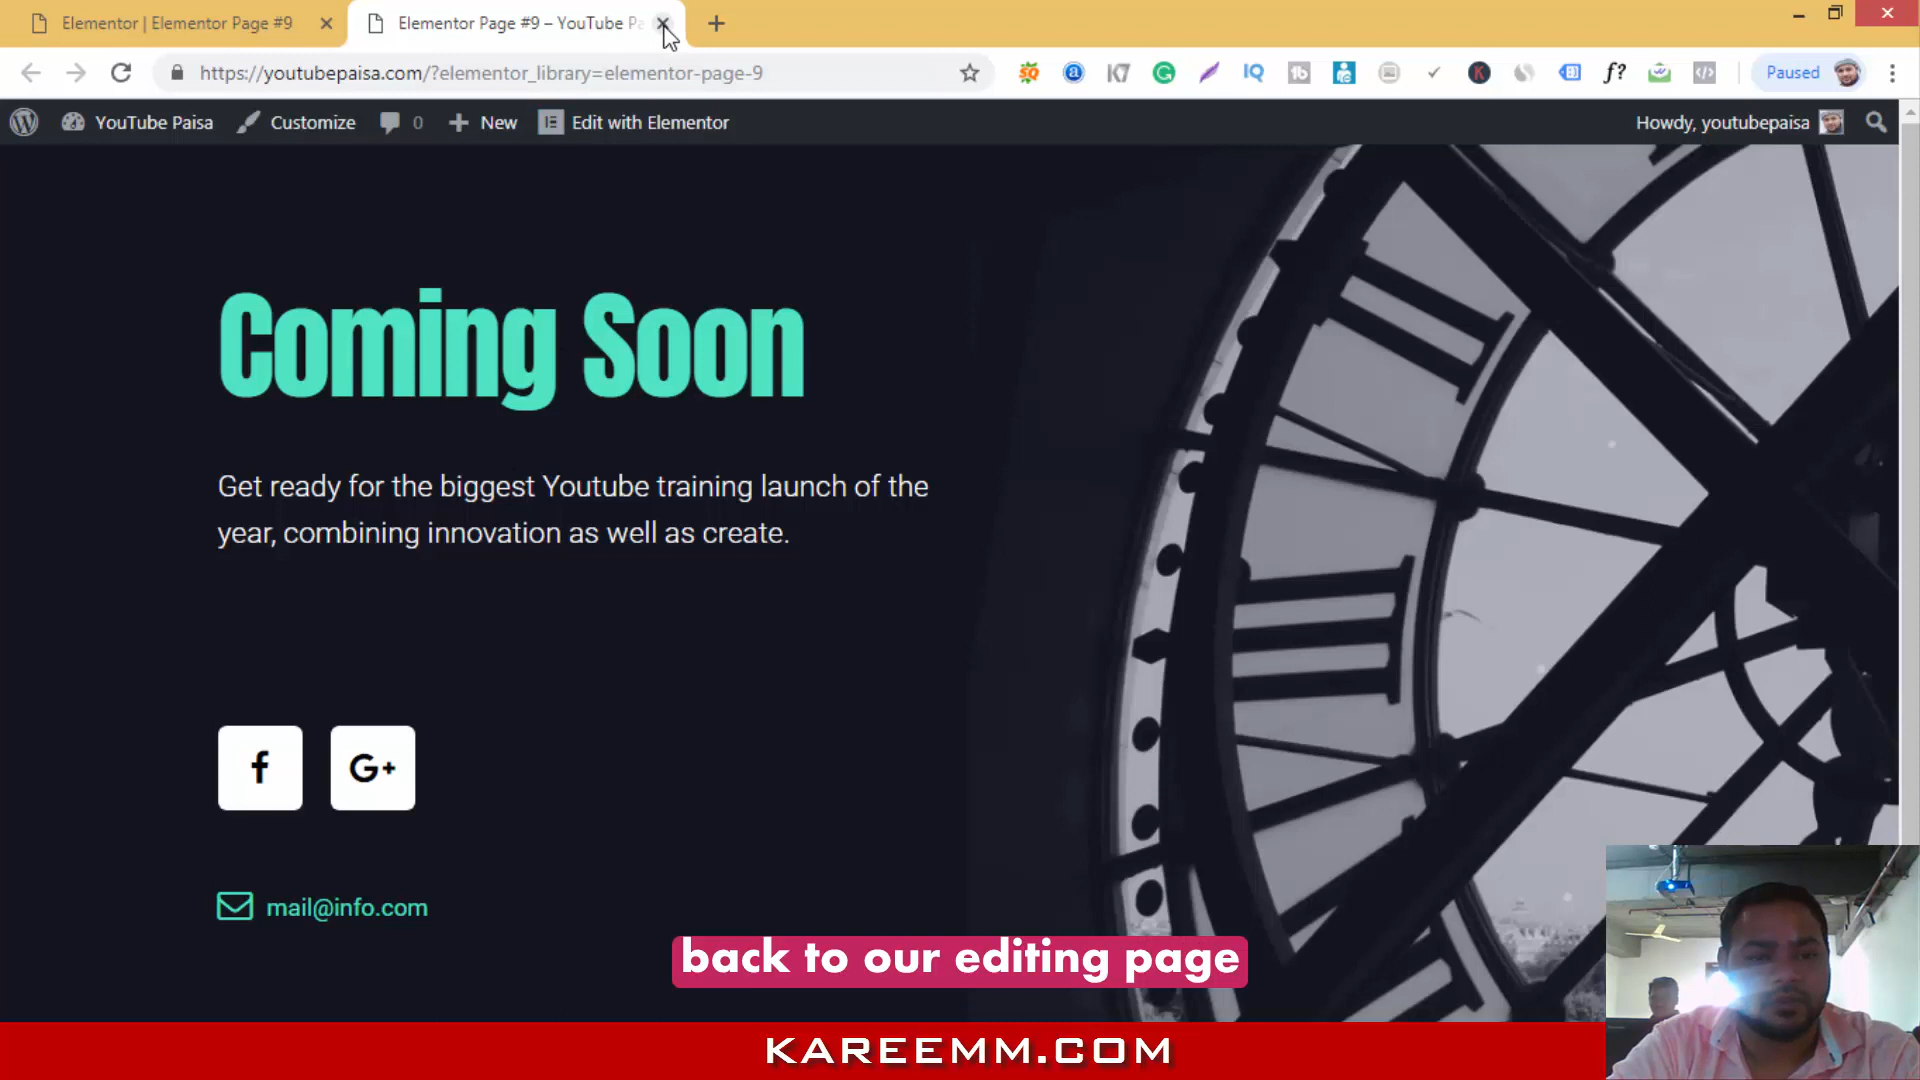 Elementor | Elementor Page #9
Elementor Page #9 – YouTube Pa
https://youtubepaisa.com/?elementor_library=elementor-page-9
Paused
YouTube Paisa
Customize
0
New
Edit with Elementor
Howdy, youtubepaisa
Coming Soon
Get ready for the biggest Youtube training launch of the
year, combining innovation as well as create.
f
G+
mail@info.com
back to our editing page
KAREEMM.COM